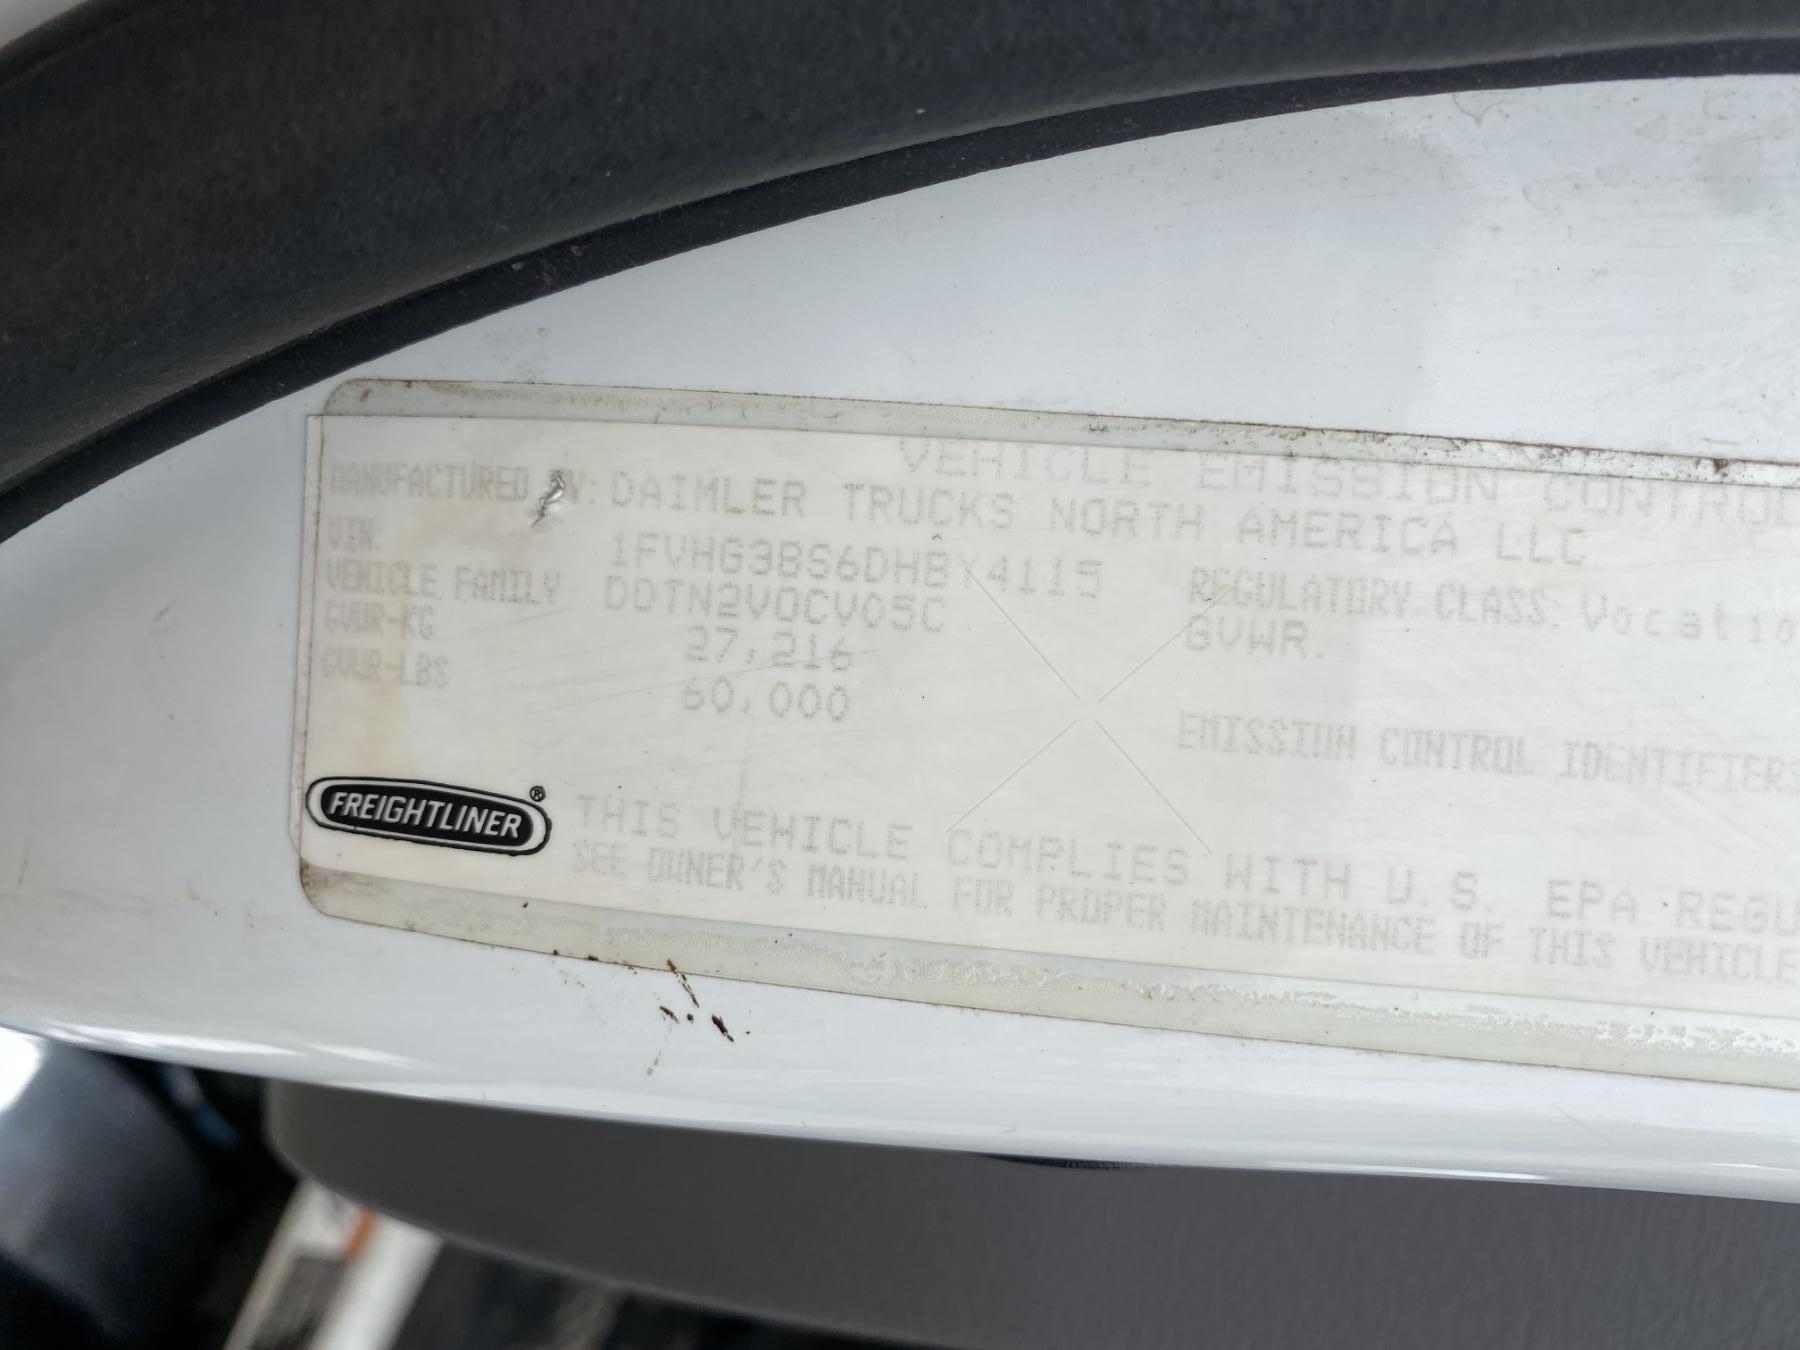 VEHICLE EMISSION CONTROL
MANUFACTURED BY: DAIMLER TRUCKS NORTH AMERICA LLC
VIN: 1FVHG3BS6DHBY4115 REGULATORY CLASS: Vocatio
VEHICLE FAMILY DDTN2VOCV05C GVWR.
GVWR-KG 27,216
GVWR-LBS 60,000
EMISSION CONTROL IDENTIFIERS
FREIGHTLINER®
THIS VEHICLE COMPLIES WITH U.S. EPA REGU
SEE OWNER'S MANUAL FOR PROPER MAINTENANCE OF THIS VEHICLE